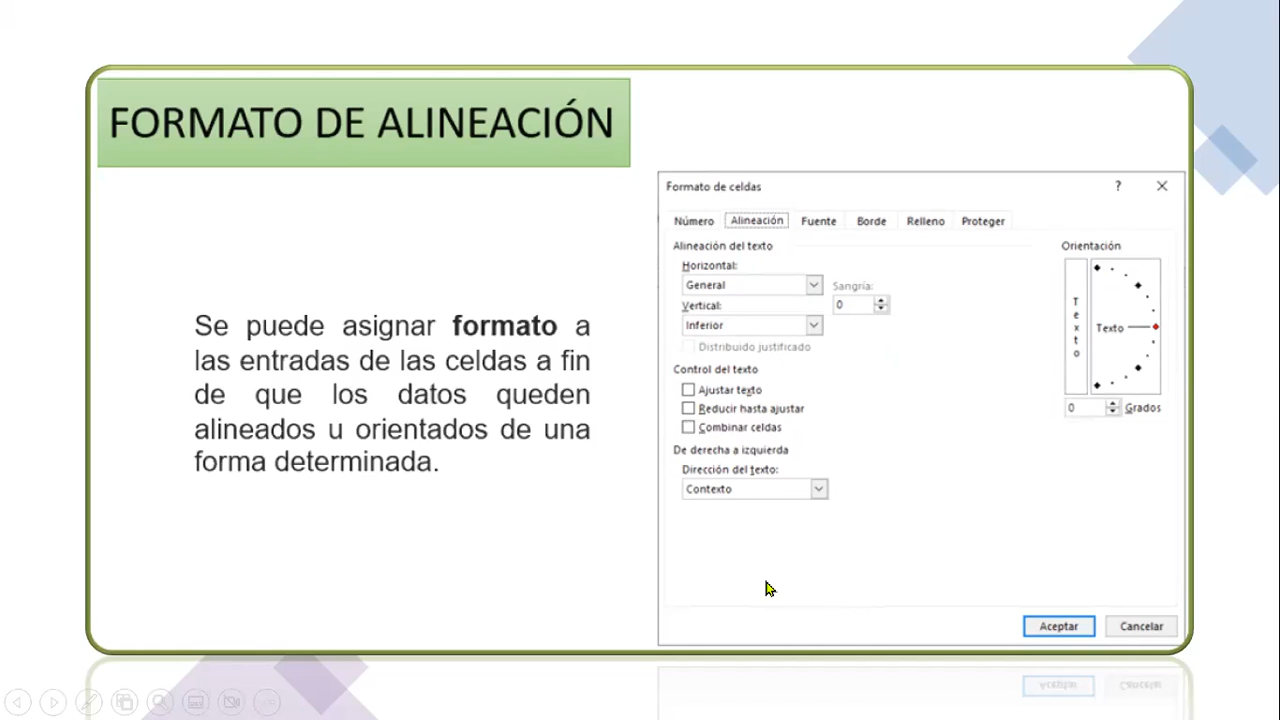 FORMATO DE ALINEACIÓN
Se puede asignar formato a
las entradas de las celdas a fin
de que los datos queden
alineados u orientados de una
forma determinada.
Formato de celdas
?
Número Alineación Fuente Borde Relleno Proteger
Alineación del texto
Horizontal:
General
Sangría:
Vertical:
0
Inferior
Distribuido justificado
Control del texto
Ajustar texto
Reducir hasta ajustar
Combinar celdas
De derecha a izquierda
Dirección del texto:
Contexto
Orientación
Texto
Texto
0 Grados
Aceptar Cancelar